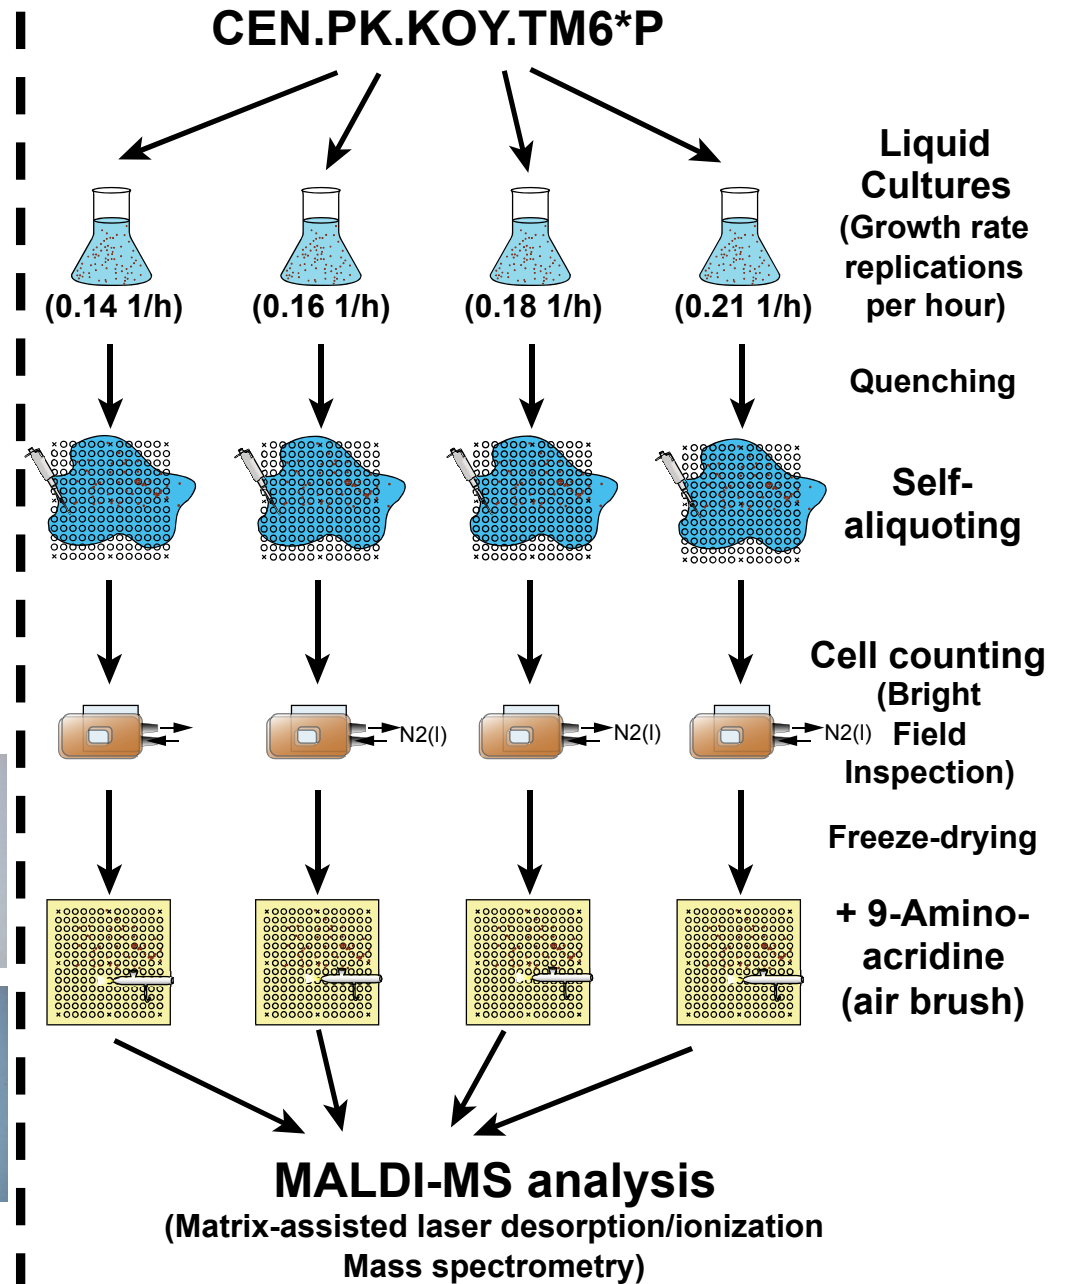 CEN.PK.KOY.TM6*P
Liquid
Cultures
(Growth rate
replications
per hour)
(0.14 1/h) (0.16 1/h) (0.18 1/h) (0.21 1/h)
Quenching
Self-
aliquoting
Cell counting
(Bright
Field
Inspection)
N2(l) N2(l) N2(l)
Freeze-drying
+ 9-Amino-
acridine
(air brush)
MALDI-MS analysis
(Matrix-assisted laser desorption/ionization
Mass spectrometry)